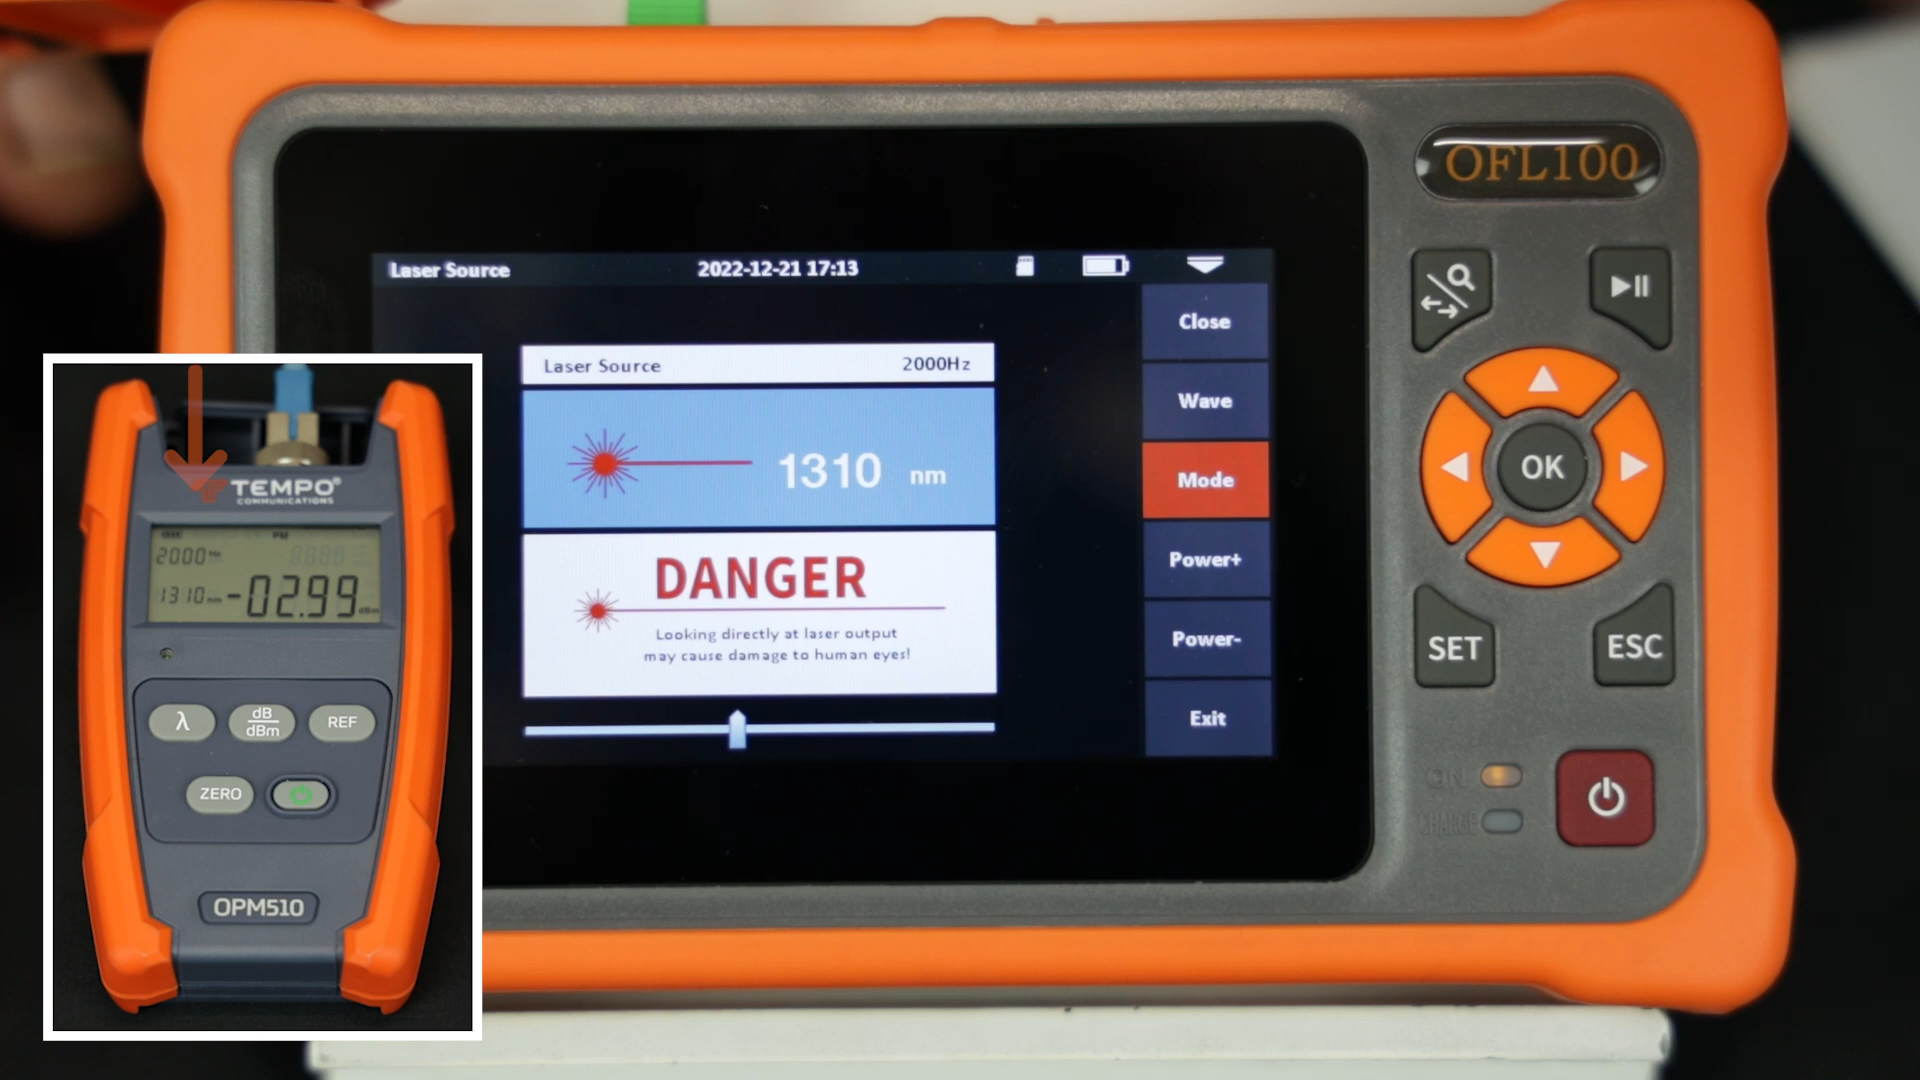 OFL100
Laser Source 2022-12-21 17:13
Close
Wave
Mode
Power+
Power-
Exit
Laser Source 2000Hz
1310 nm
DANGER
Looking directly at laser output
may cause damage to human eyes!
OK
SET
ESC
ON
CHARGE
TEMPO®
COMMUNICATIONS
PM
2000 Hz
1310 nm -02.99 dBm
λ
dB
dBm
REF
ZERO
OPM510